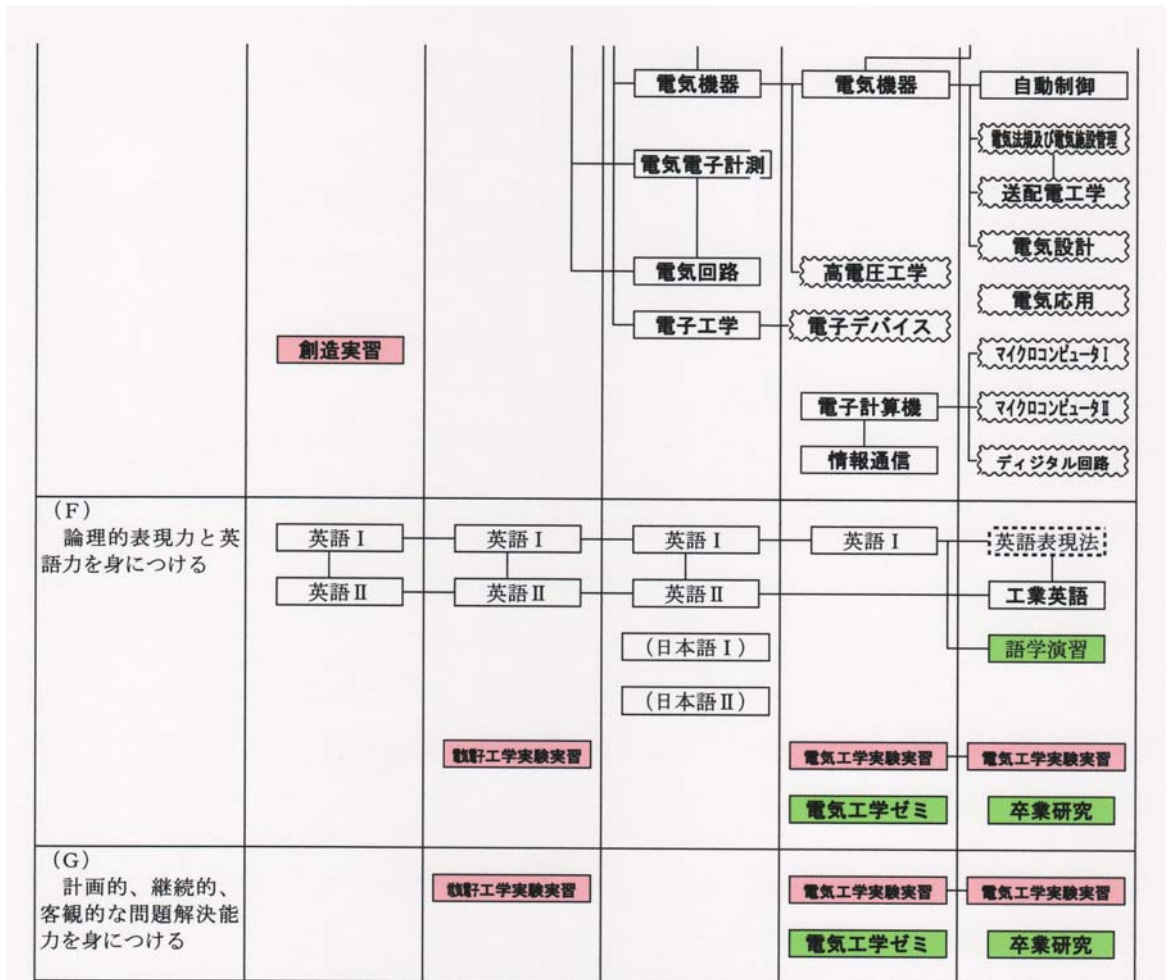 電気機器
電気機器
自動制御
電気法規及び電気施設管理
電気電子計測
送配電工学
電気設計
電気回路
高電圧工学
電気応用
電子工学
電子デバイス
創造実習
マイクロコンピュータⅠ
電子計算機
マイクロコンピュータⅡ
情報通信
ディジタル回路
(F)
論理的表現力と英
語力を身につける
英語Ⅰ
英語Ⅰ
英語Ⅰ
英語Ⅰ
英語表現法
英語Ⅱ
英語Ⅱ
英語Ⅱ
工業英語
(日本語Ⅰ)
語学演習
(日本語Ⅱ)
工学実験実習
電気工学実験実習
電気工学実験実習
電気工学ゼミ
卒業研究
(G)
計画的、継続的、
客観的な問題解決能
力を身につける
工学実験実習
電気工学実験実習
電気工学実験実習
電気工学ゼミ
卒業研究